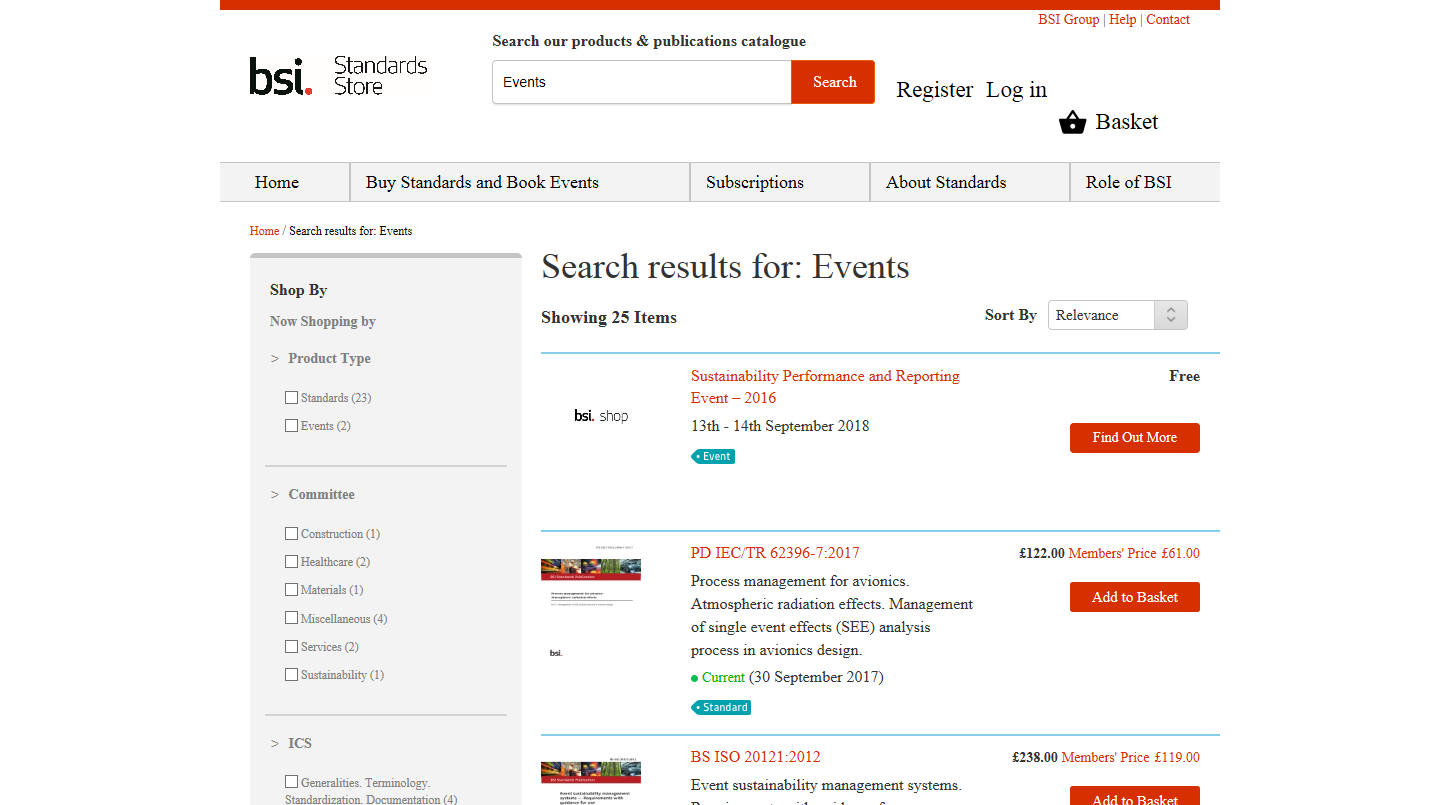 BSI Group | Help | Contact
Search our products & publications catalogue
bsi. Standards Store
Events
Search
Register Log in
Basket
Home
Buy Standards and Book Events
Subscriptions
About Standards
Role of BSI
Home / Search results for: Events
Shop By
Now Shopping by
> Product Type
Standards (23)
Events (2)
> Committee
Construction (1)
Healthcare (2)
Materials (1)
Miscellaneous (4)
Services (2)
Sustainability (1)
> ICS
Generalities. Terminology.
Standardization. Documentation (4)
Search results for: Events
Showing 25 Items
Sort By Relevance
bsi. shop
Sustainability Performance and Reporting
Event – 2016
13th - 14th September 2018
Event
Free
Find Out More
BSI Standards Publication
bsi.
PD IEC/TR 62396-7:2017
Process management for avionics.
Atmospheric radiation effects. Management
of single event effects (SEE) analysis
process in avionics design.
Current (30 September 2017)
Standard
£122.00 Members' Price £61.00
Add to Basket
BSI Standards Publication
Event sustainability management
systems — Requirements with
guidance for use
BS ISO 20121:2012
Event sustainability management systems.
£238.00 Members' Price £119.00
Add to Basket